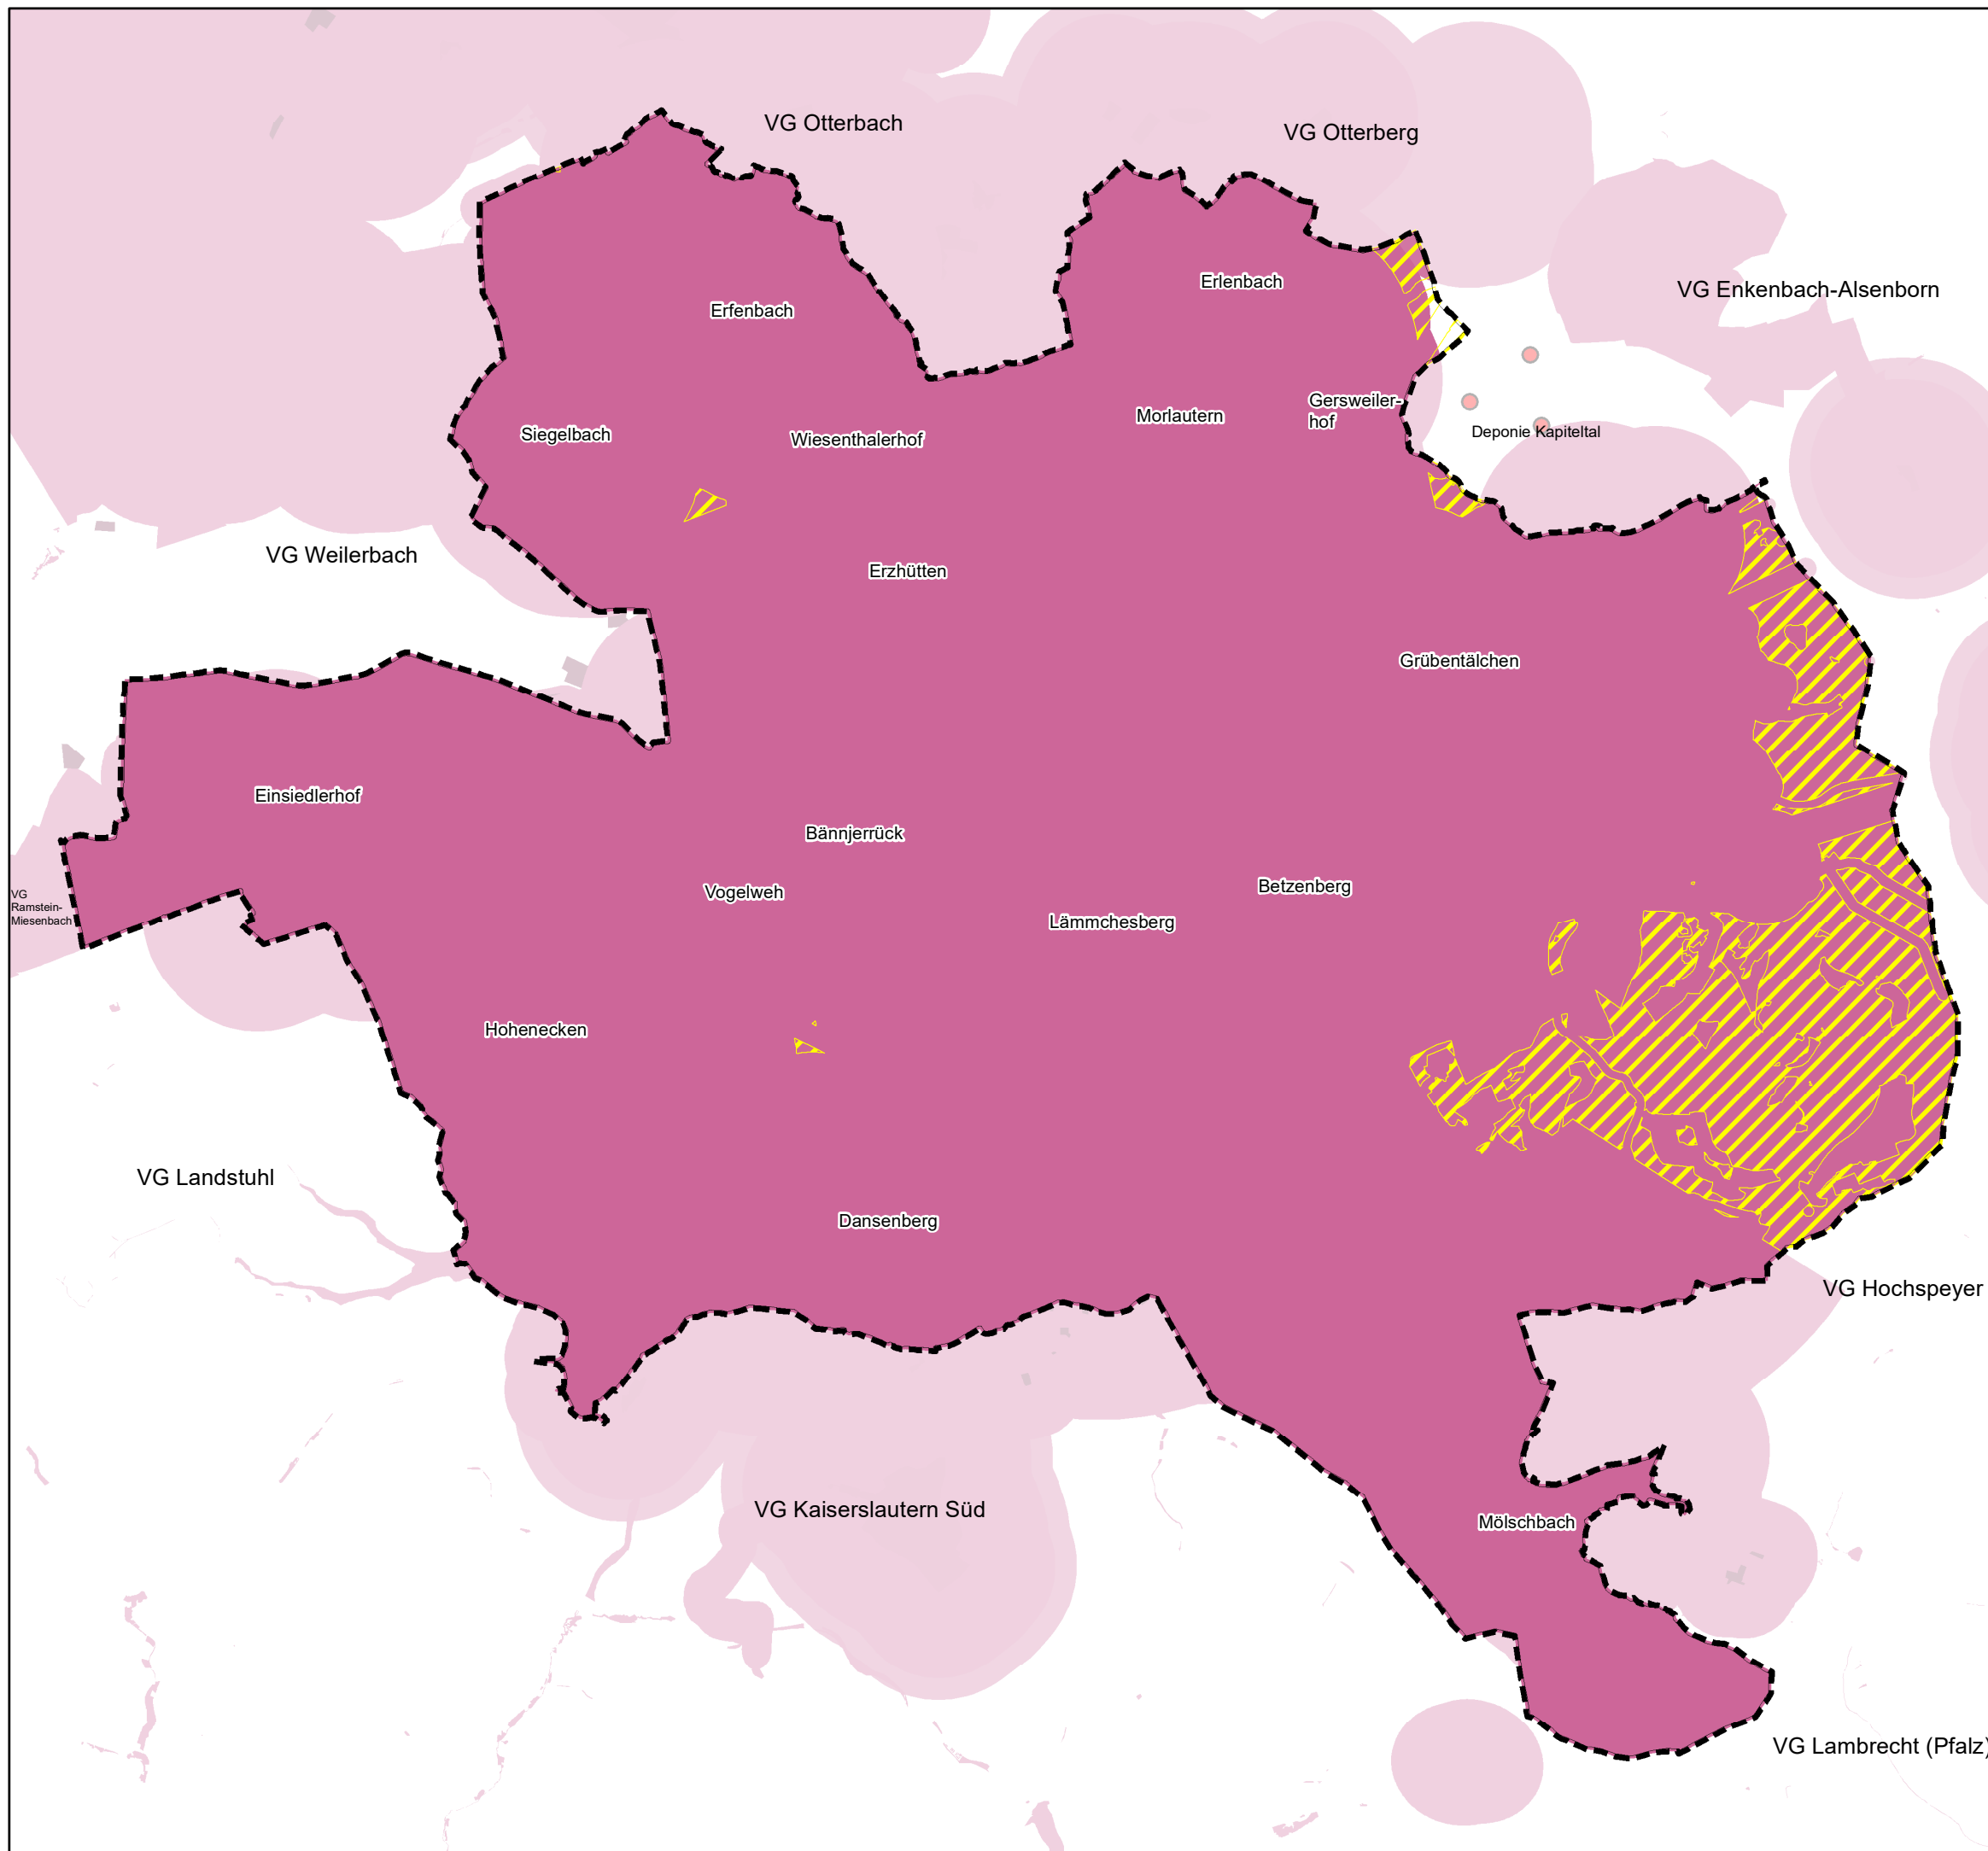 VG Otterbach
VG Otterberg
Erlenbach
VG Enkenbach-Alsenborn
Erfenbach
Gersweiler-
hof
Morlautern
Siegelbach
Wiesenthalerhof
Deponie Kapiteltal
VG Weilerbach
Erzhütten
Grübentälchen
Einsiedlerhof
Bännjerrück
Betzenberg
Vogelweh
VG
Ramstein-
Miesenbach
Lämmchesberg
Hohenecken
VG Landstuhl
Dansenberg
VG Hochspeyer
VG Kaiserslautern Süd
Mölschbach
VG Lambrecht (Pfalz)